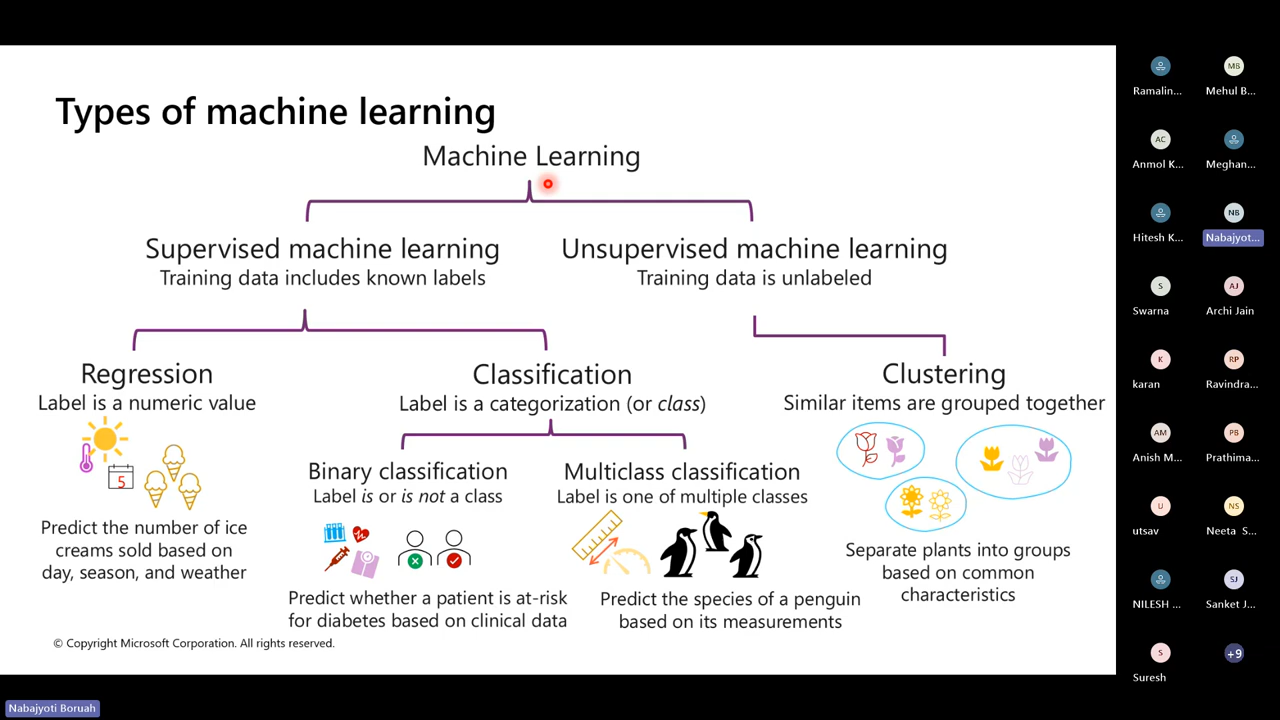 Types of machine learning
Machine Learning
Supervised machine learning
Training data includes known labels
Unsupervised machine learning
Training data is unlabeled
Regression
Label is a numeric value
5
Predict the number of ice
creams sold based on
day, season, and weather
Classification
Label is a categorization (or class)
Binary classification
Label is or is not a class
Predict whether a patient is at-risk
for diabetes based on clinical data
Multiclass classification
Label is one of multiple classes
Predict the species of a penguin
based on its measurements
Clustering
Similar items are grouped together
Separate plants into groups
based on common
characteristics
© Copyright Microsoft Corporation. All rights reserved.
Nabajyoti Boruah
Ramalin...
MB
Mehul B...
AC
Anmol K...
Meghan...
Hitesh K...
NB
Nabajyot...
S
Swarna
AJ
Archi Jain
K
karan
RP
Ravindra...
AM
Anish M...
PB
Prathima...
U
utsav
NS
Neeta S...
NILESH ...
SJ
Sanket J...
S
Suresh
+9